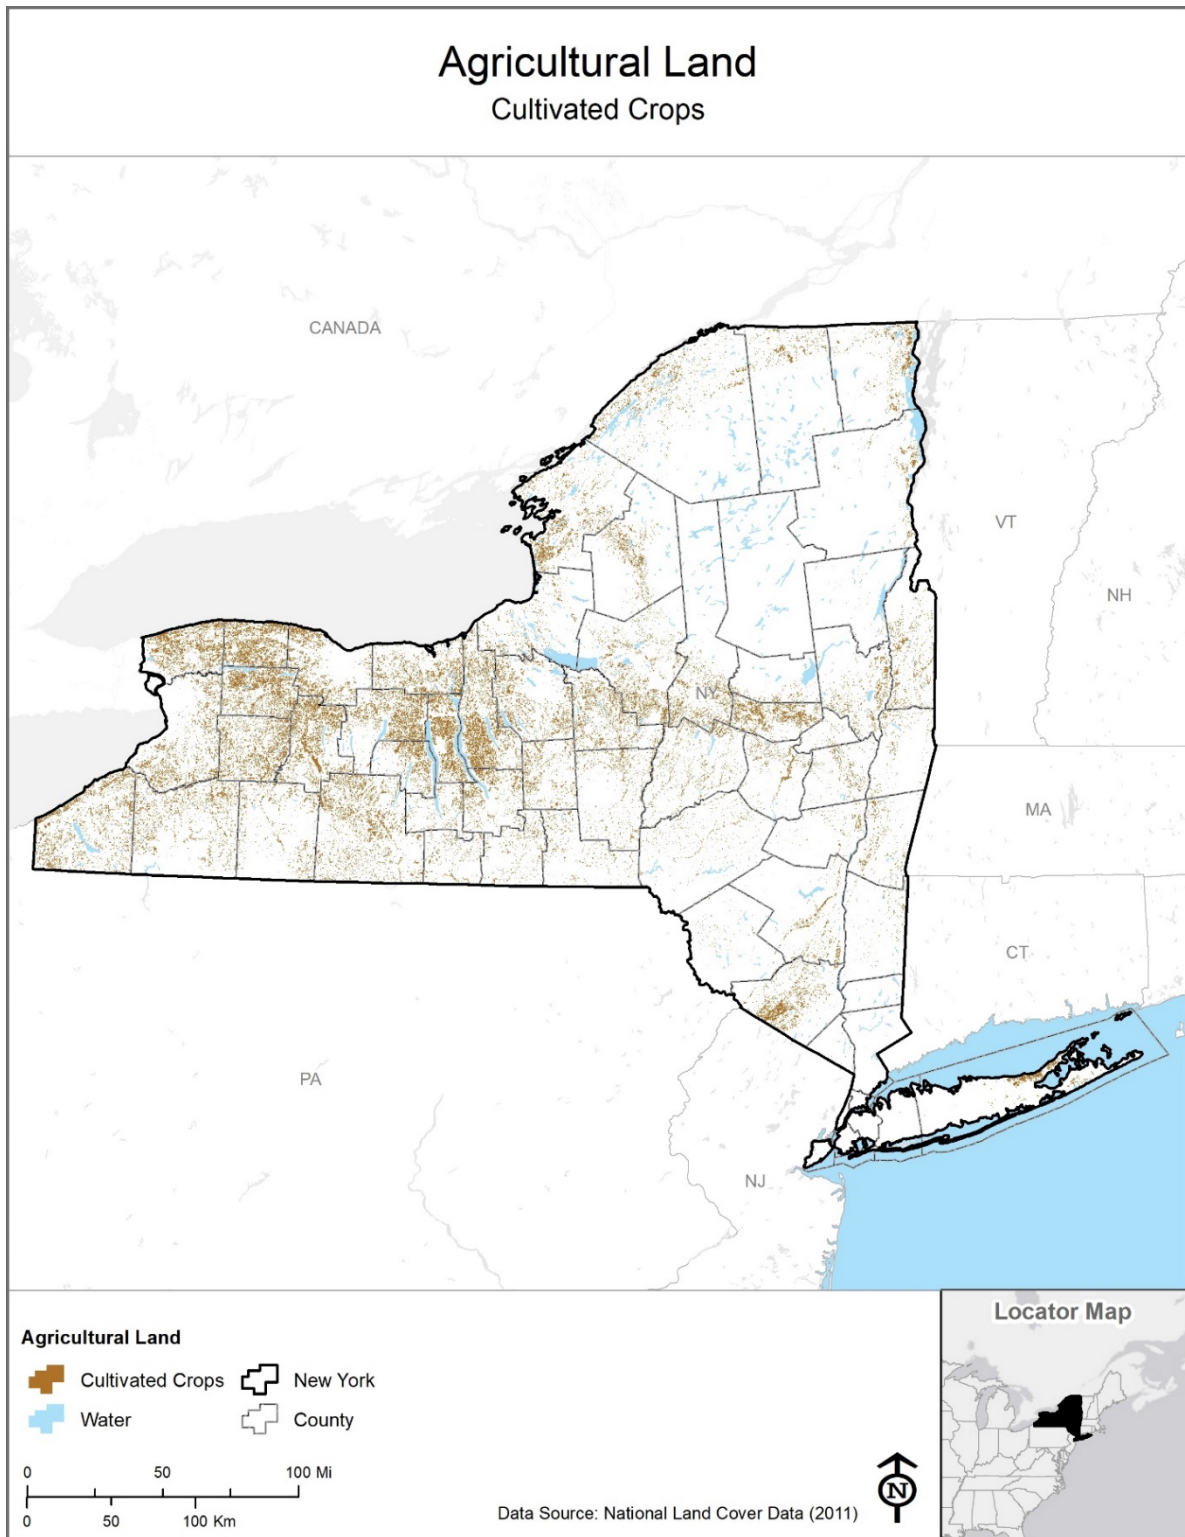 Agricultural Land
Cultivated Crops
CANADA
VT
NH
NY
MA
CT
PA
NJ
Agricultural Land
Cultivated Crops
New York
Water
County
0 50 100 Mi
0 50 100 Km
Data Source: National Land Cover Data (2011)
N
Locator Map